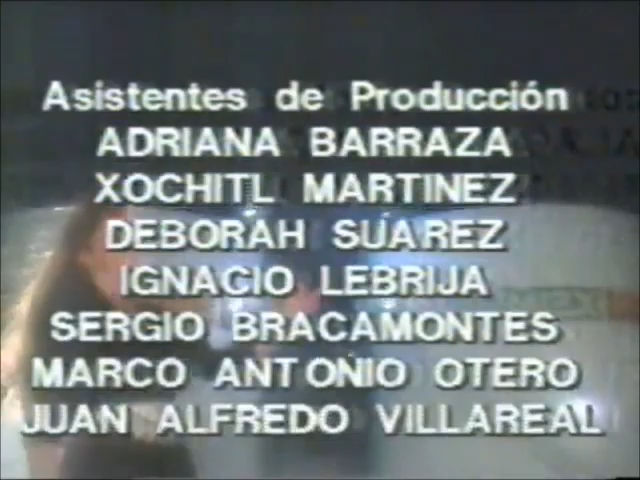 Asistentes de Producción
ADRIANA BARRAZA
XOCHITL MARTINEZ
DEBORAH SUAREZ
IGNACIO LEBRIJA
SERGIO BRACAMONTES
MARCO ANTONIO OTERO
JUAN ALFREDO VILLAREAL